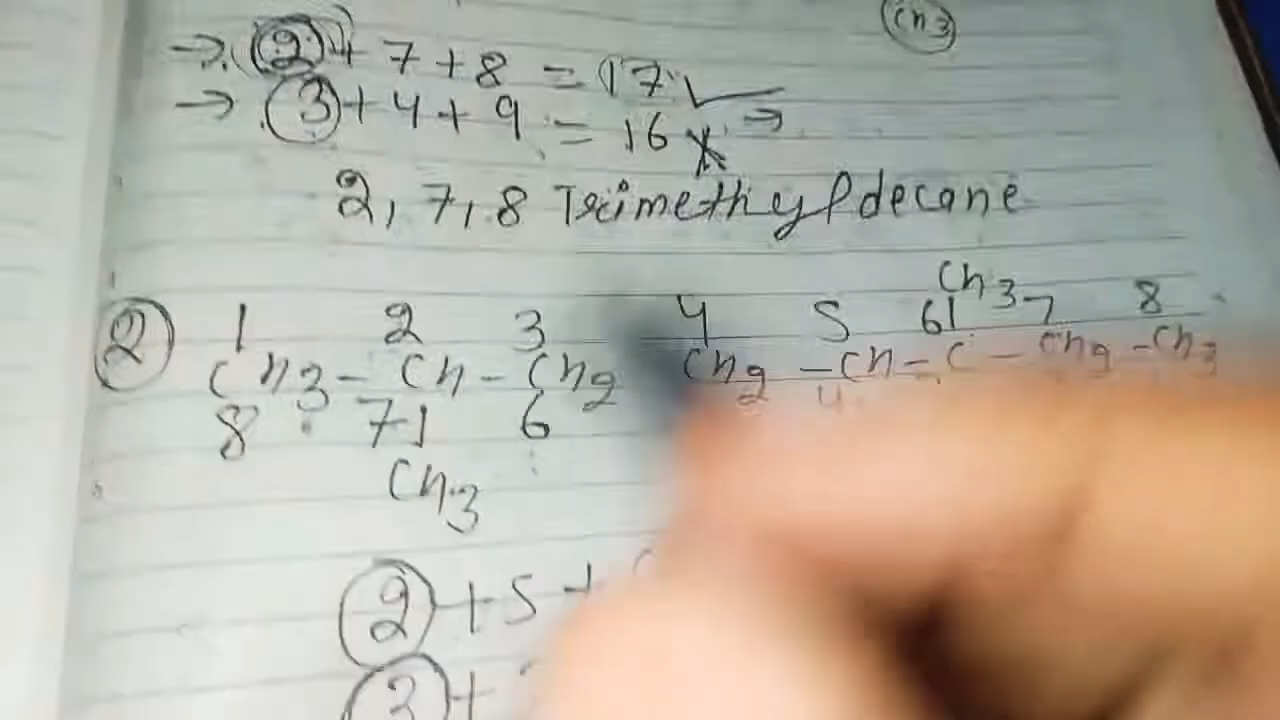 CH3
→ (2) + 7 + 8 = 17 ✓
→ (3) + 4 + 9 = 16 ✗ →
2, 7, 8 Trimethyl decane
CH3
(2) 1 2 3 4 5 6 7 8
CH3 - CH - CH2 CH2 - CH - C - CH2 - CH3
8 7 6 4
CH3
(2) + 5 +
(3) +